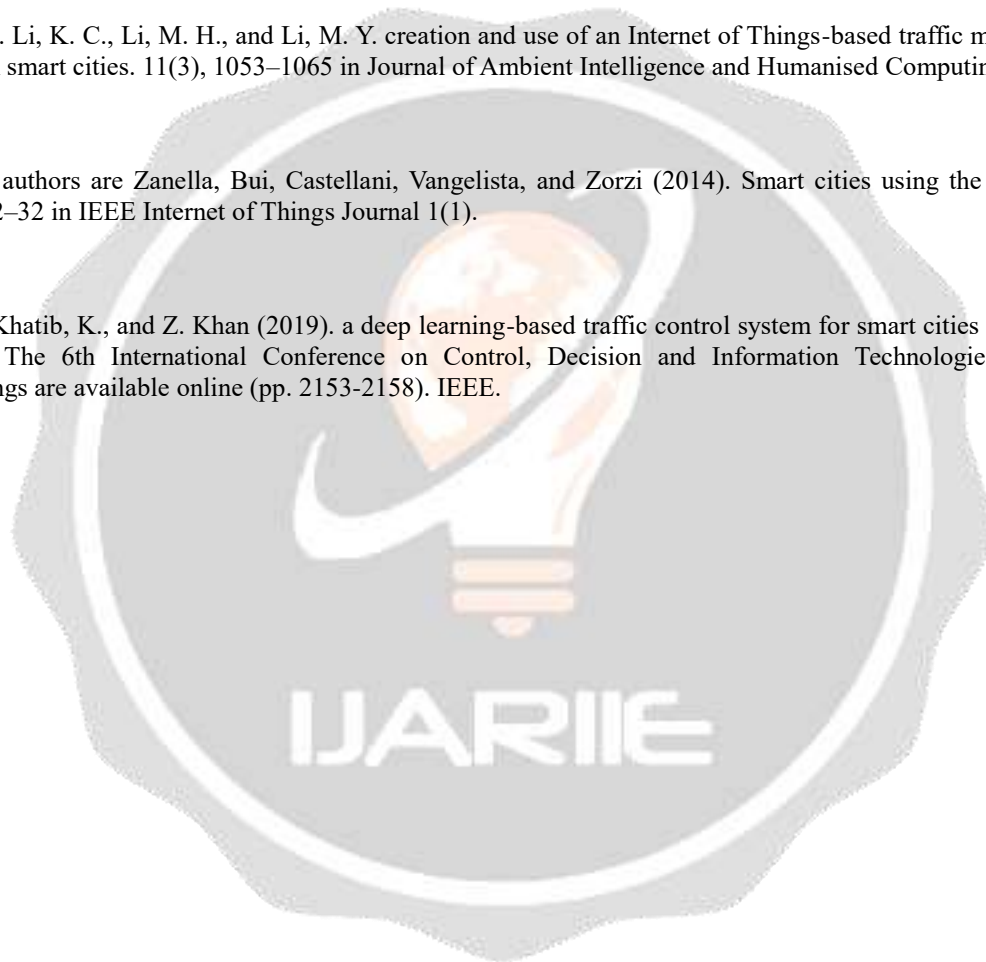 . Li, K. C., Li, M. H., and Li, M. Y. creation and use of an Internet of Things-based traffic
smart cities. 11(3), 1053–1065 in Journal of Ambient Intelligence and Humanised
authors are Zanella, Bui, Castellani, Vangelista, and Zorzi (2014). Smart cities using the
2–32 in IEEE Internet of Things Journal 1(1).
Khatib, K., and Z. Khan (2019). a deep learning-based traffic control system for smart cities
The 6th International Conference on Control, Decision and Information
are available online (pp. 2153-2158). IEEE.
IJARIIE